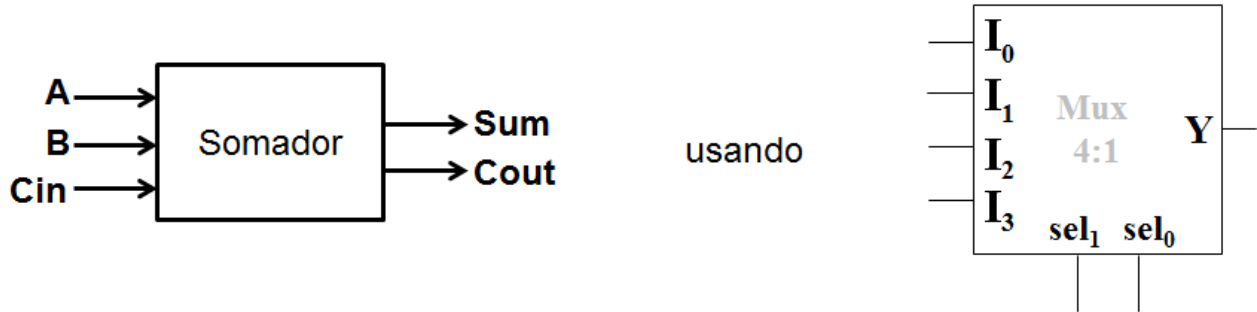 A
B
Cin
Somador
Sum
Cout
usando
I0
I1
I2
I3
Mux
4:1
Y
sel1 sel0